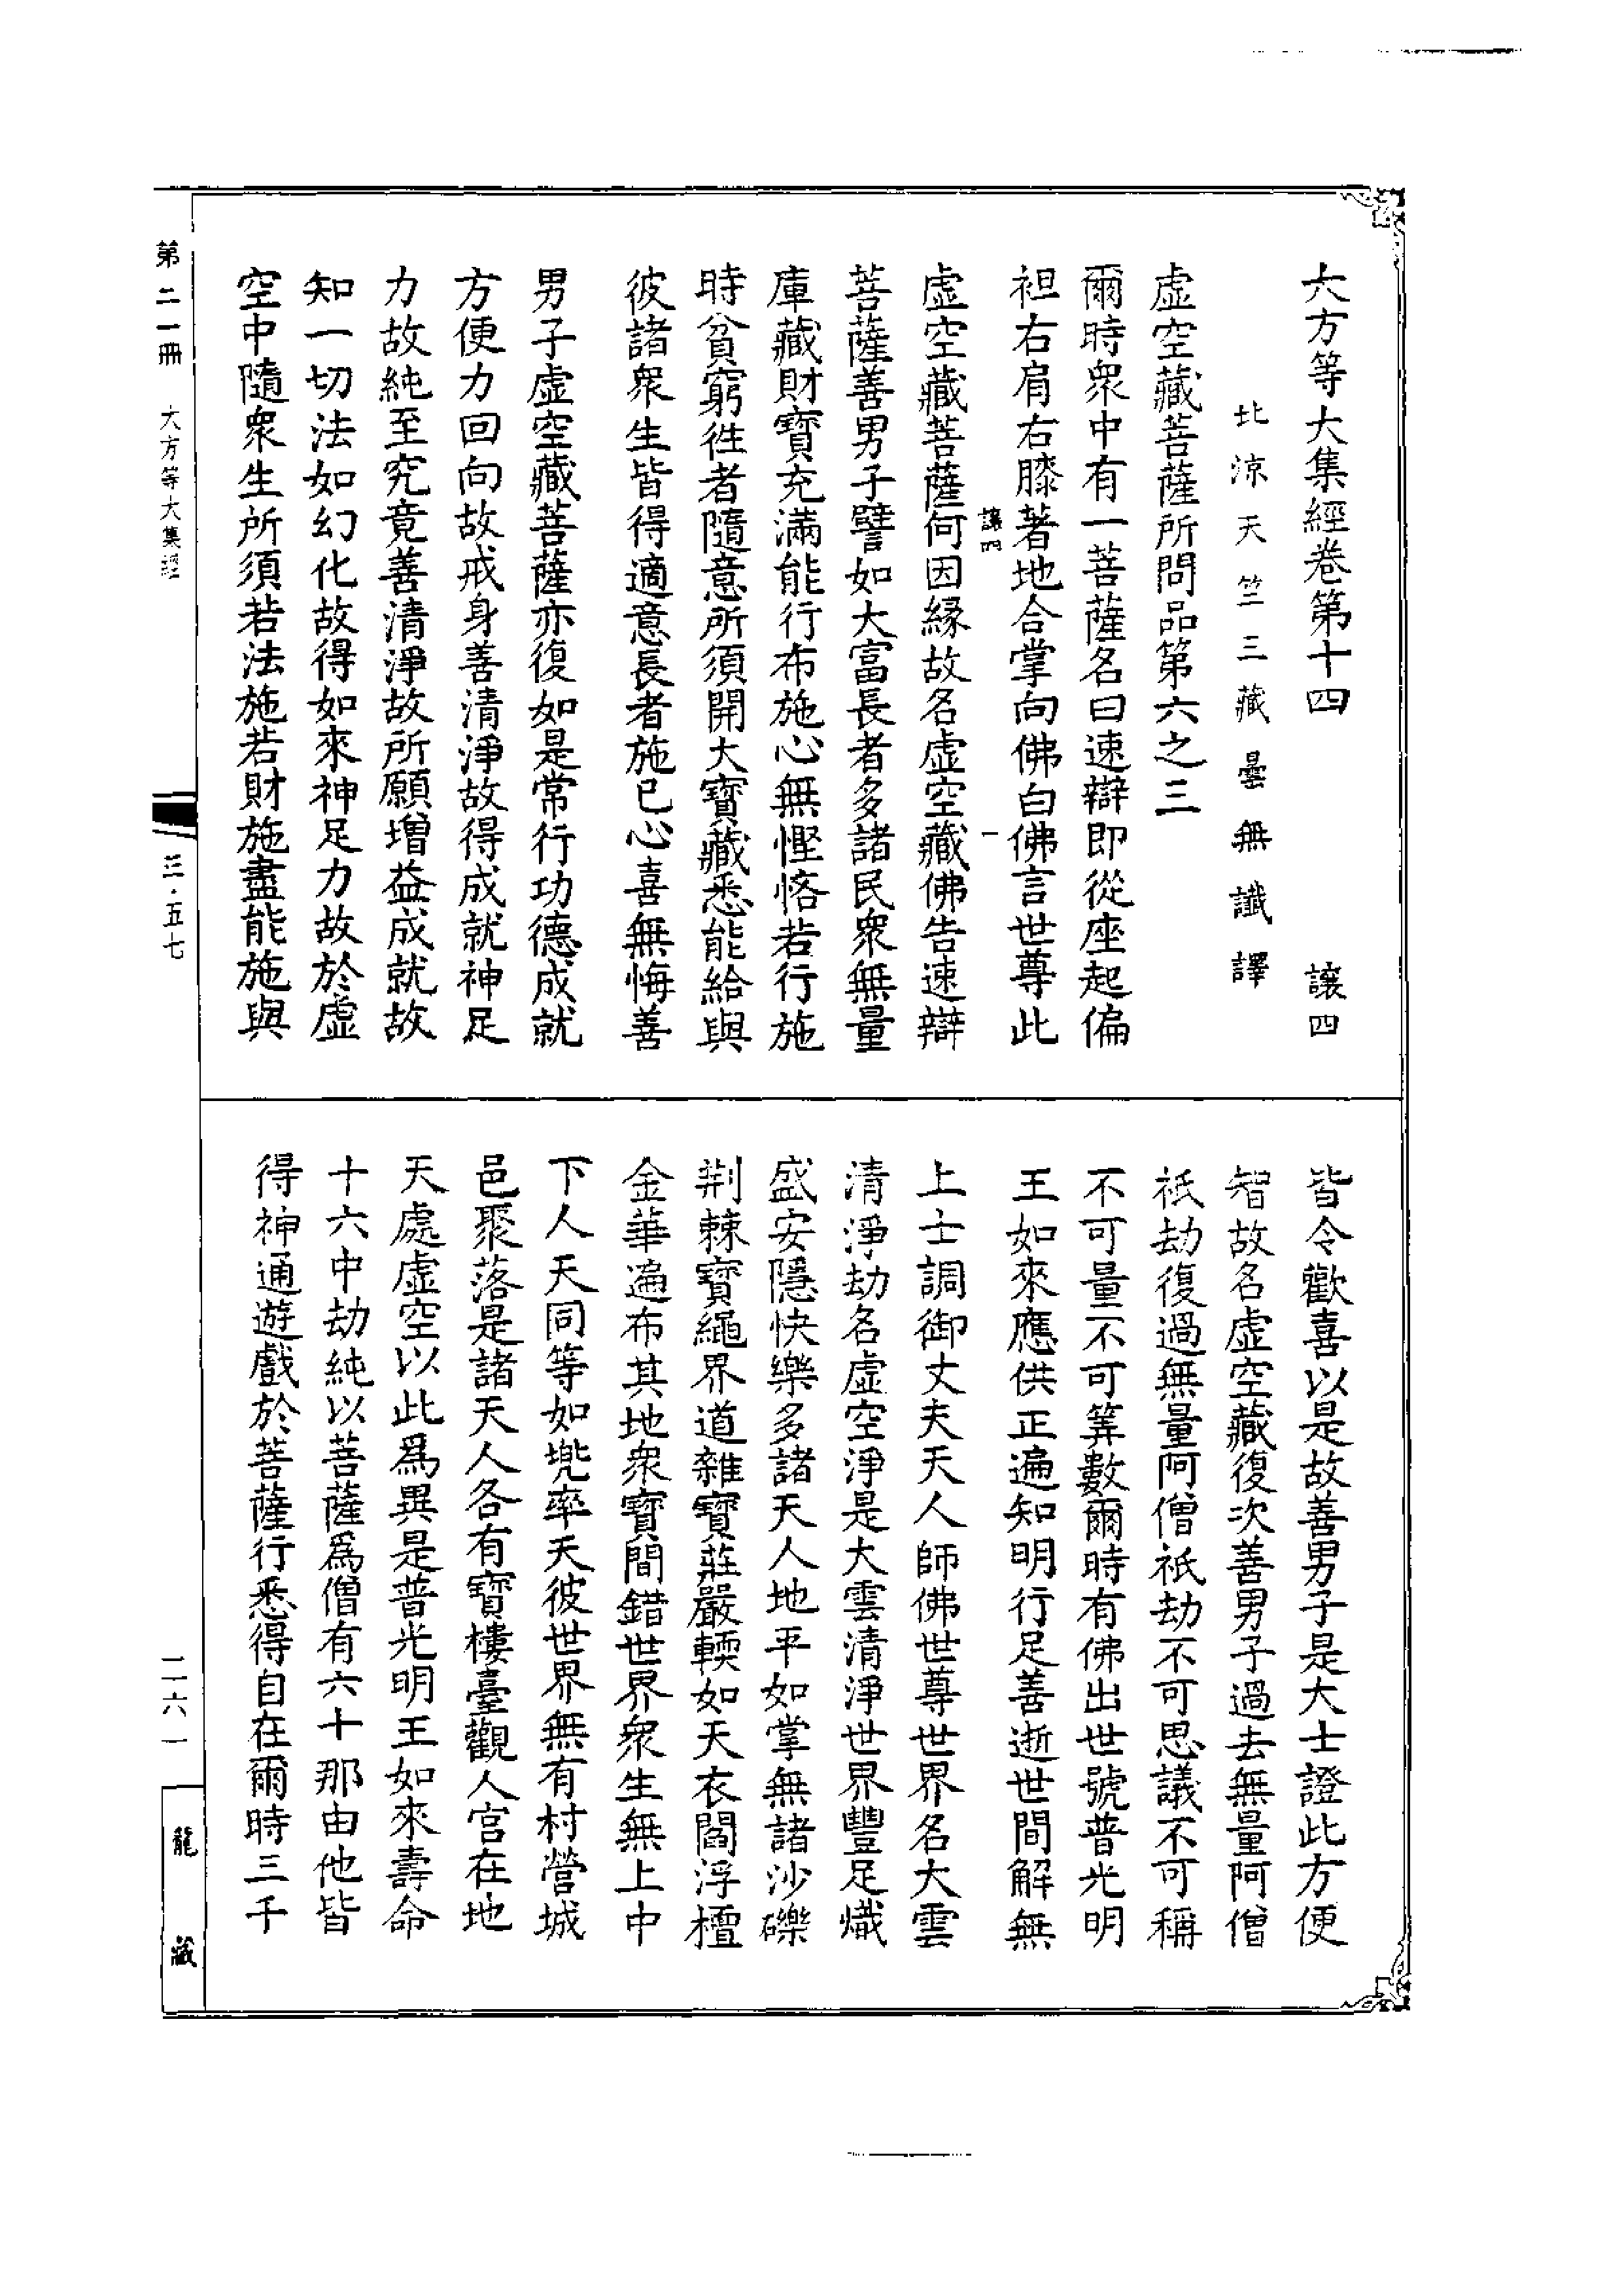 大方等大集經卷第十四　讓四
北涼天竺三藏曇無讖譯
虛空藏菩薩所問品第六之三
爾時衆中有一菩薩名曰速辯即從座起偏
袒右肩右膝著地合掌向佛白佛言世尊此
讓四　一
虛空藏菩薩何因緣故名虛空藏佛告速辯
菩薩善男子譬如大富長者多諸民衆無量
庫藏財寶充滿能行布施心無慳悋若行施
時貧窮徃者隨意所須開大寶藏悉能給與
彼諸衆生皆得適意長者施已心喜無悔善
男子虛空藏菩薩亦復如是常行功德成就
方便力回向故戒身善清淨故得成就神足
力故純至究竟善清淨故所願增益成就故
知一切法如幻化故得如來神足力故於虛
空中隨衆生所須若法施若財施盡能施與
皆令歡喜以是故善男子是大士證此方便
智故名虛空藏復次善男子過去無量阿僧
祇劫復過無量阿僧祇劫不可思議不可稱
不可量不可筭數爾時有佛出世號普光明
王如來應供正遍知明行足善逝世間解無
上士調御丈夫天人師佛世尊世界名大雲
清淨劫名虛空淨是大雲清淨世界豐足熾
盛安隱快樂多諸天人地平如掌無諸沙礫
荆棘寶繩界道雜寶莊嚴輭如天衣閻浮檀
金華遍布其地衆寶間錯世界衆生無上中
下人天同等如兜率天彼世界無有村營城
邑聚落是諸天人各有寶樓臺觀人宫在地
天處虛空以此爲異是普光明王如來壽命
十六中劫純以菩薩爲僧有六十那由他皆
得神通遊戲於菩薩行悉得自在爾時三千
第二一冊　大方等大集經　三·五七　二六一　龍藏